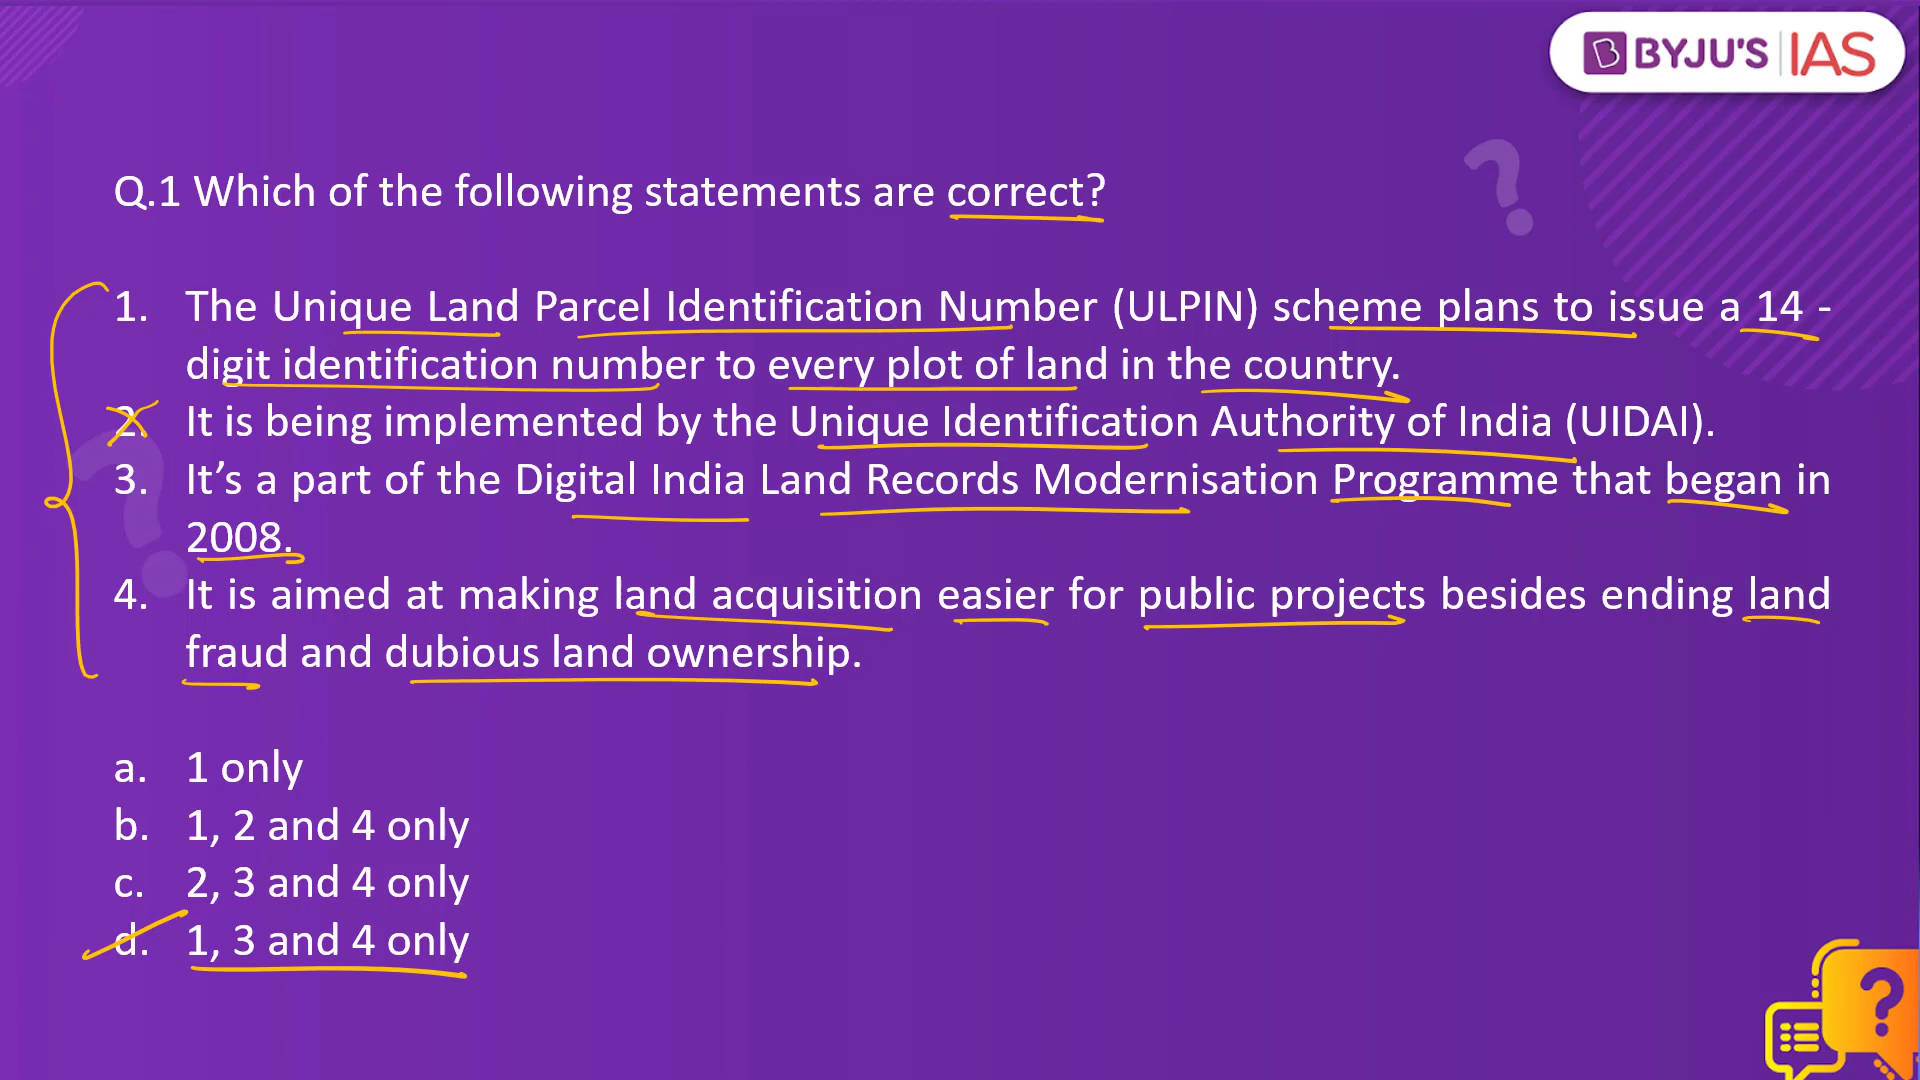 BYJU'S IAS
Q.1 Which of the following statements are correct?
1. The Unique Land Parcel Identification Number (ULPIN) scheme plans to issue a 14 -
digit identification number to every plot of land in the country.
2. It is being implemented by the Unique Identification Authority of India (UIDAI).
3. It’s a part of the Digital India Land Records Modernisation Programme that began in
2008.
4. It is aimed at making land acquisition easier for public projects besides ending land
fraud and dubious land ownership.
a. 1 only
b. 1, 2 and 4 only
c. 2, 3 and 4 only
d. 1, 3 and 4 only